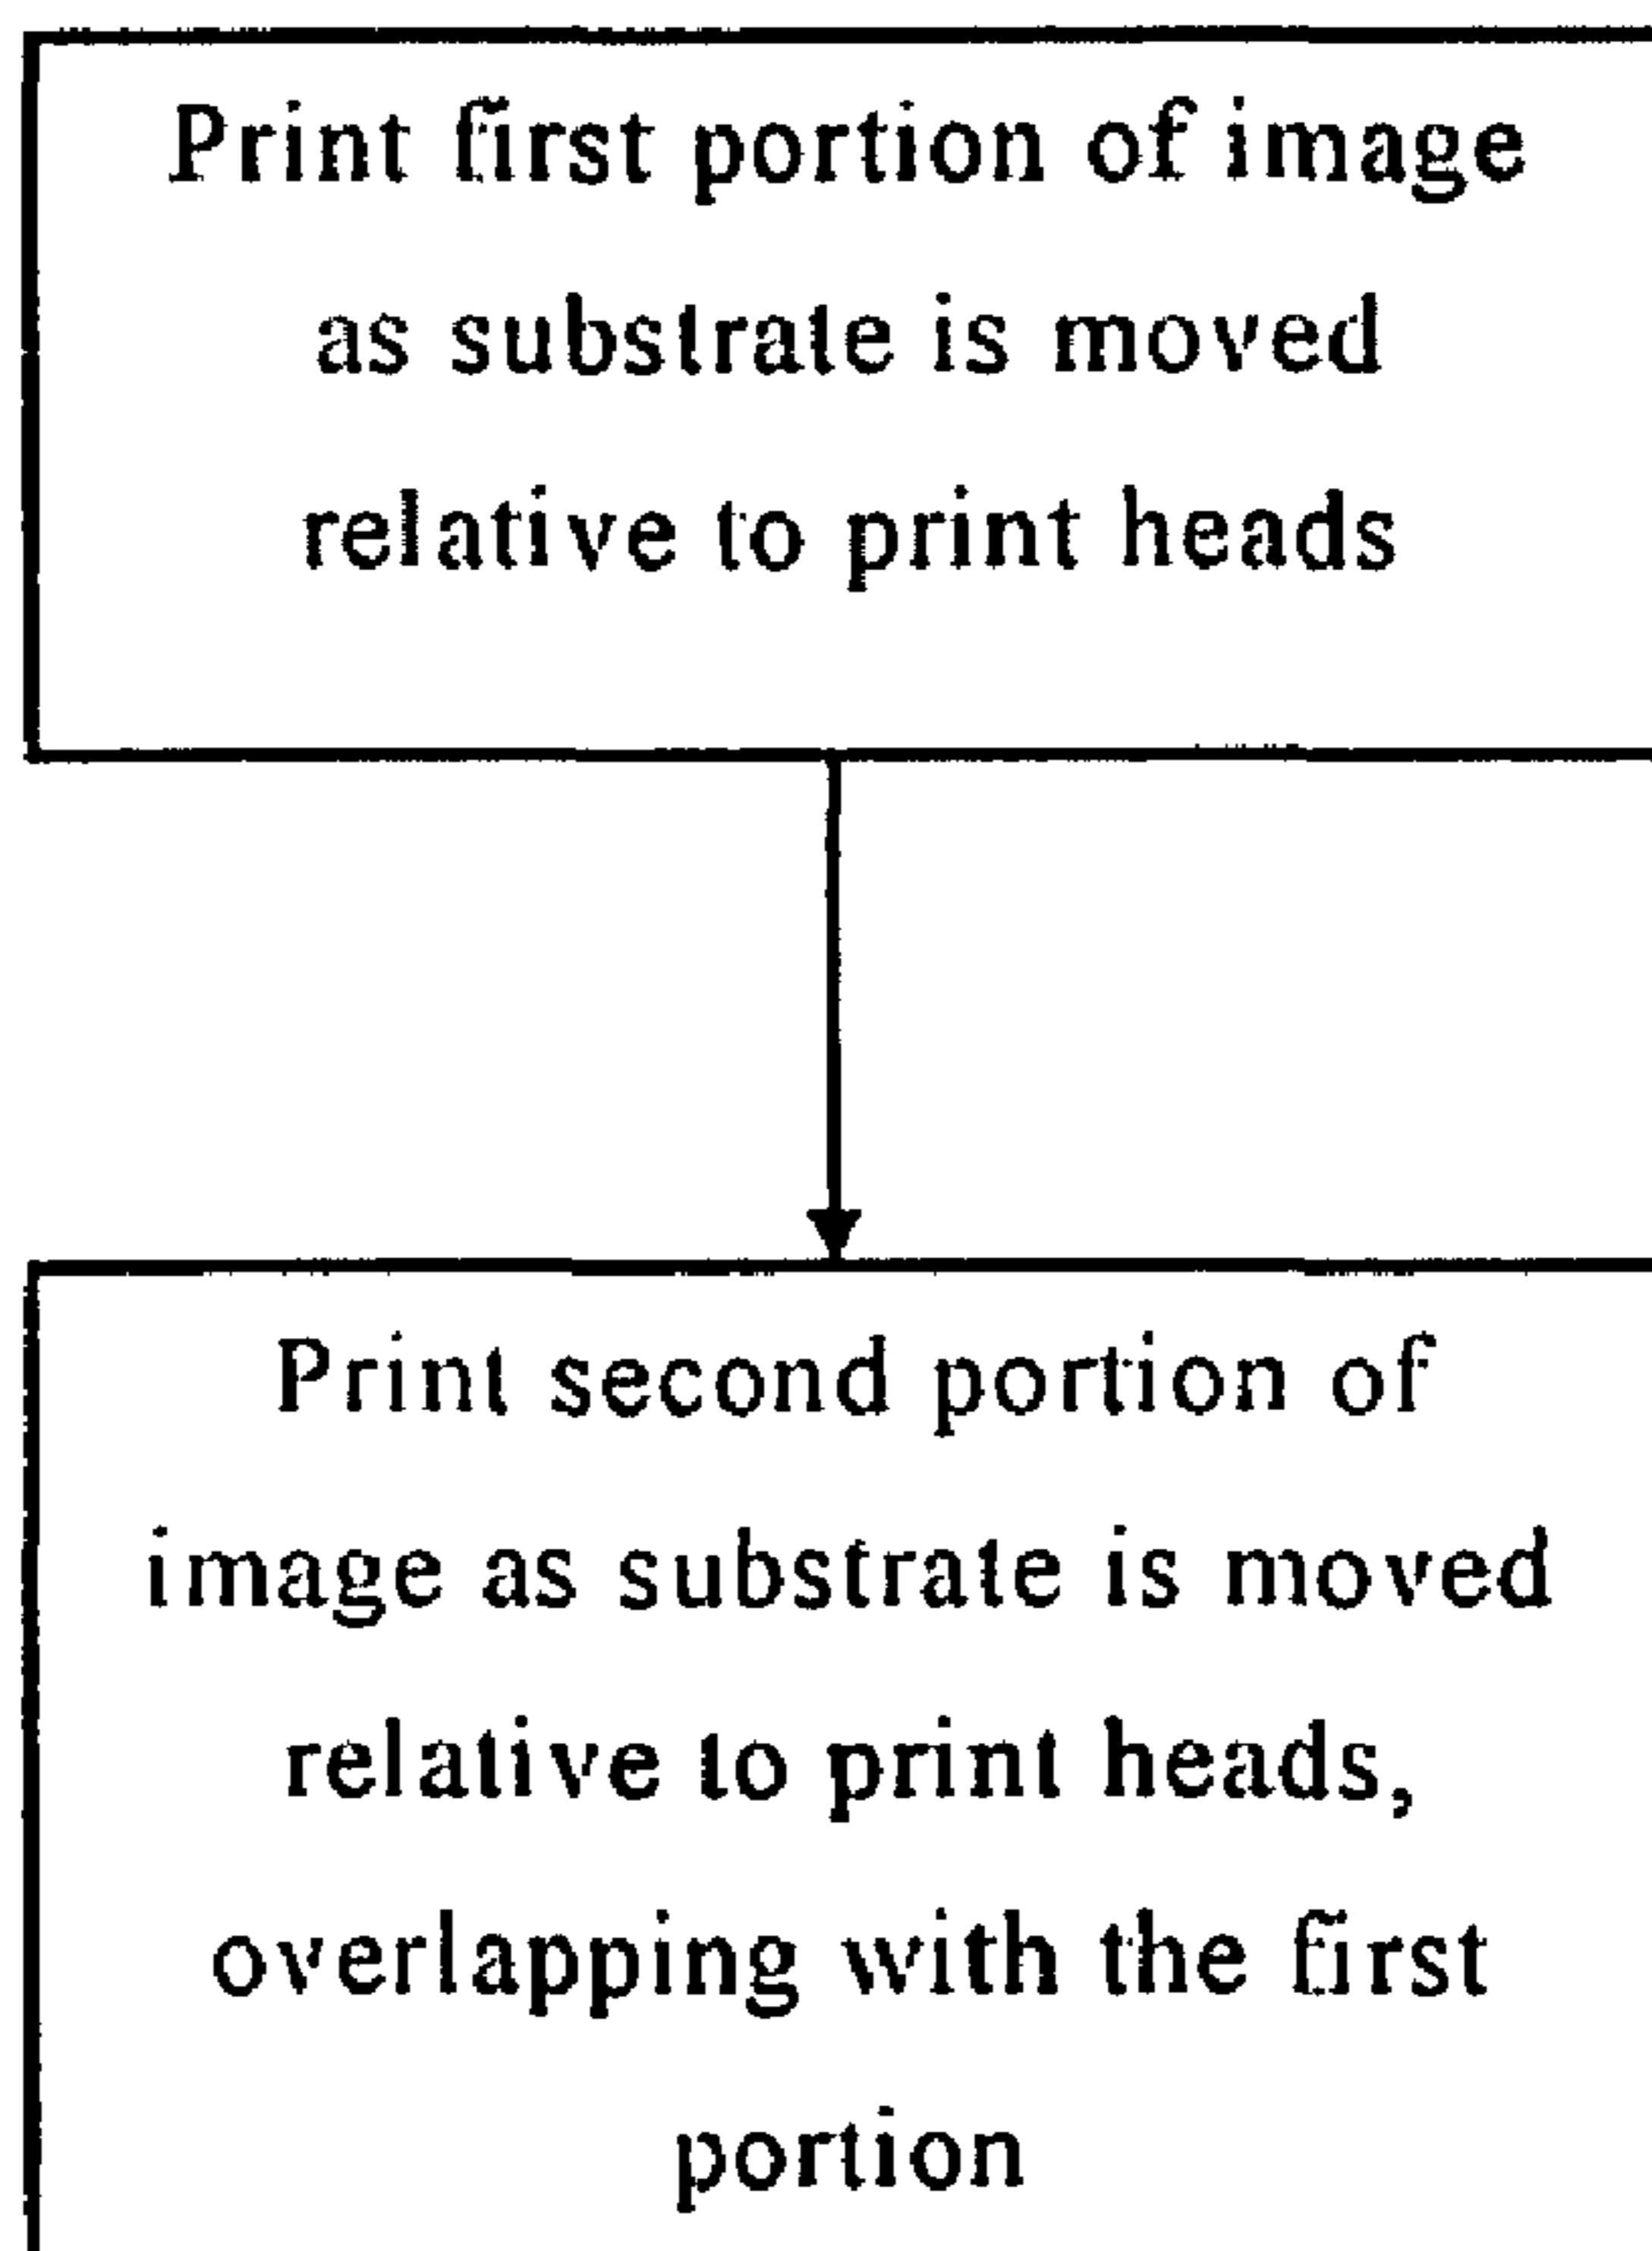 Print first portion of image
as substrate is moved
relative to print heads
Print second portion of
image as substrate is moved
relative to print heads,
overlapping with the first
portion